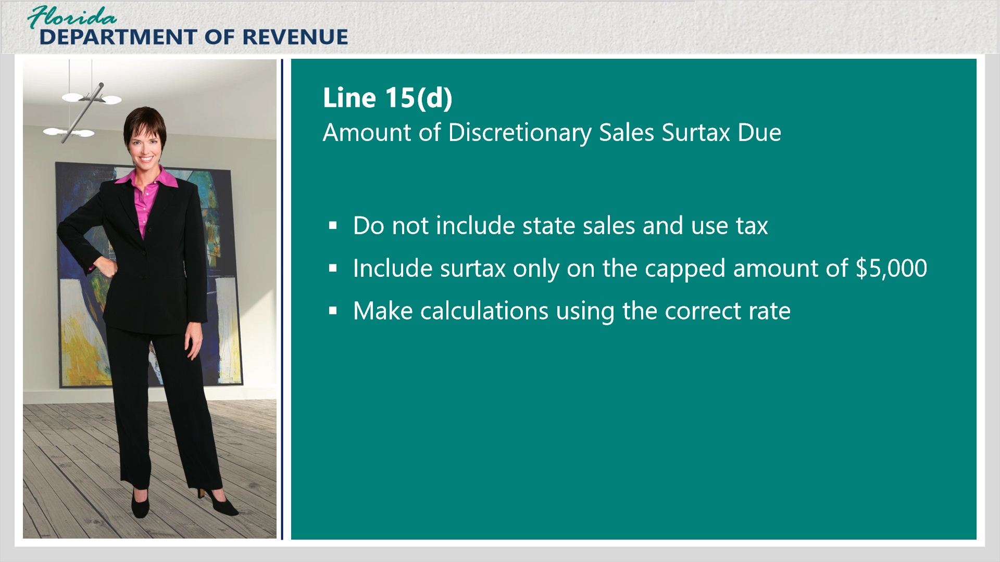 Florida
DEPARTMENT OF REVENUE
Line 15(d)
Amount of Discretionary Sales Surtax Due
▪ Do not include state sales and use tax
▪ Include surtax only on the capped amount of $5,000
▪ Make calculations using the correct rate